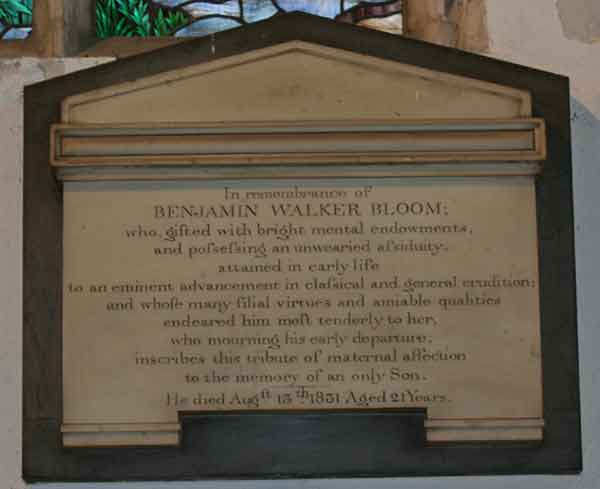 In remembrance of
BENJAMIN WALKER BLOOM;
who, gifted with bright mental endowments,
and poſseſsing an unwearied aſsiduity,
attained in early life
to an eminent advancement in claſsical and general erudition;
and whoſe many filial virtues and amiable qualities
endeared him moſt tenderly to her,
who mourning his early departure,
inscribes this tribute of maternal affection
to the memory of an only Son.
He died Augſt 13th 1831 Aged 21 Years.